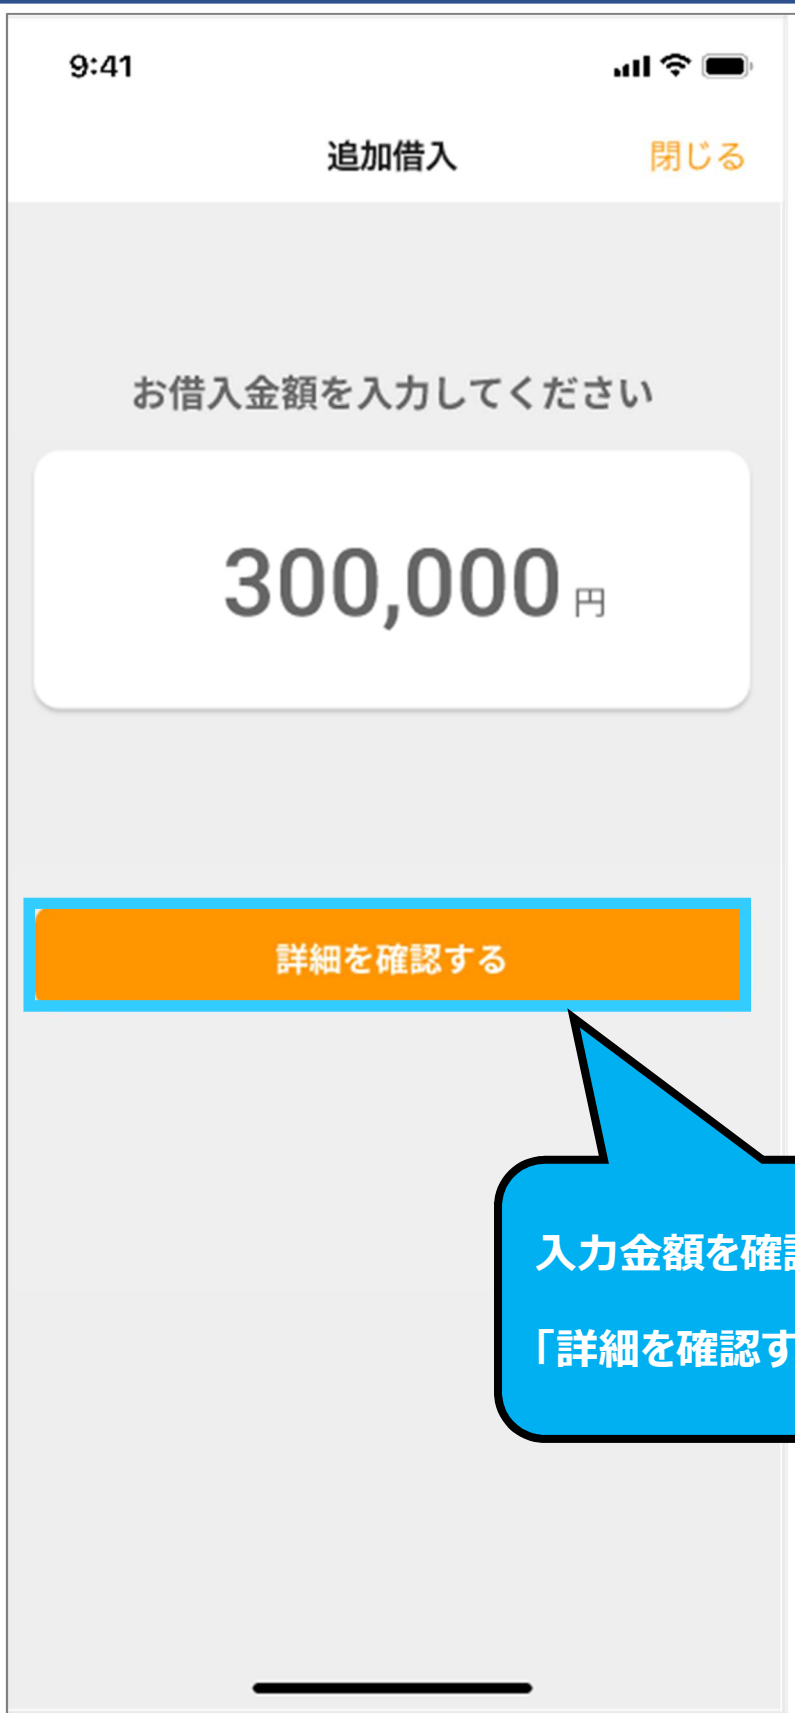 9:41
追加借入
閉じる
お借入金額を入力してください
300,000円
詳細を確認する
入力金額を確認
「詳細を確認す